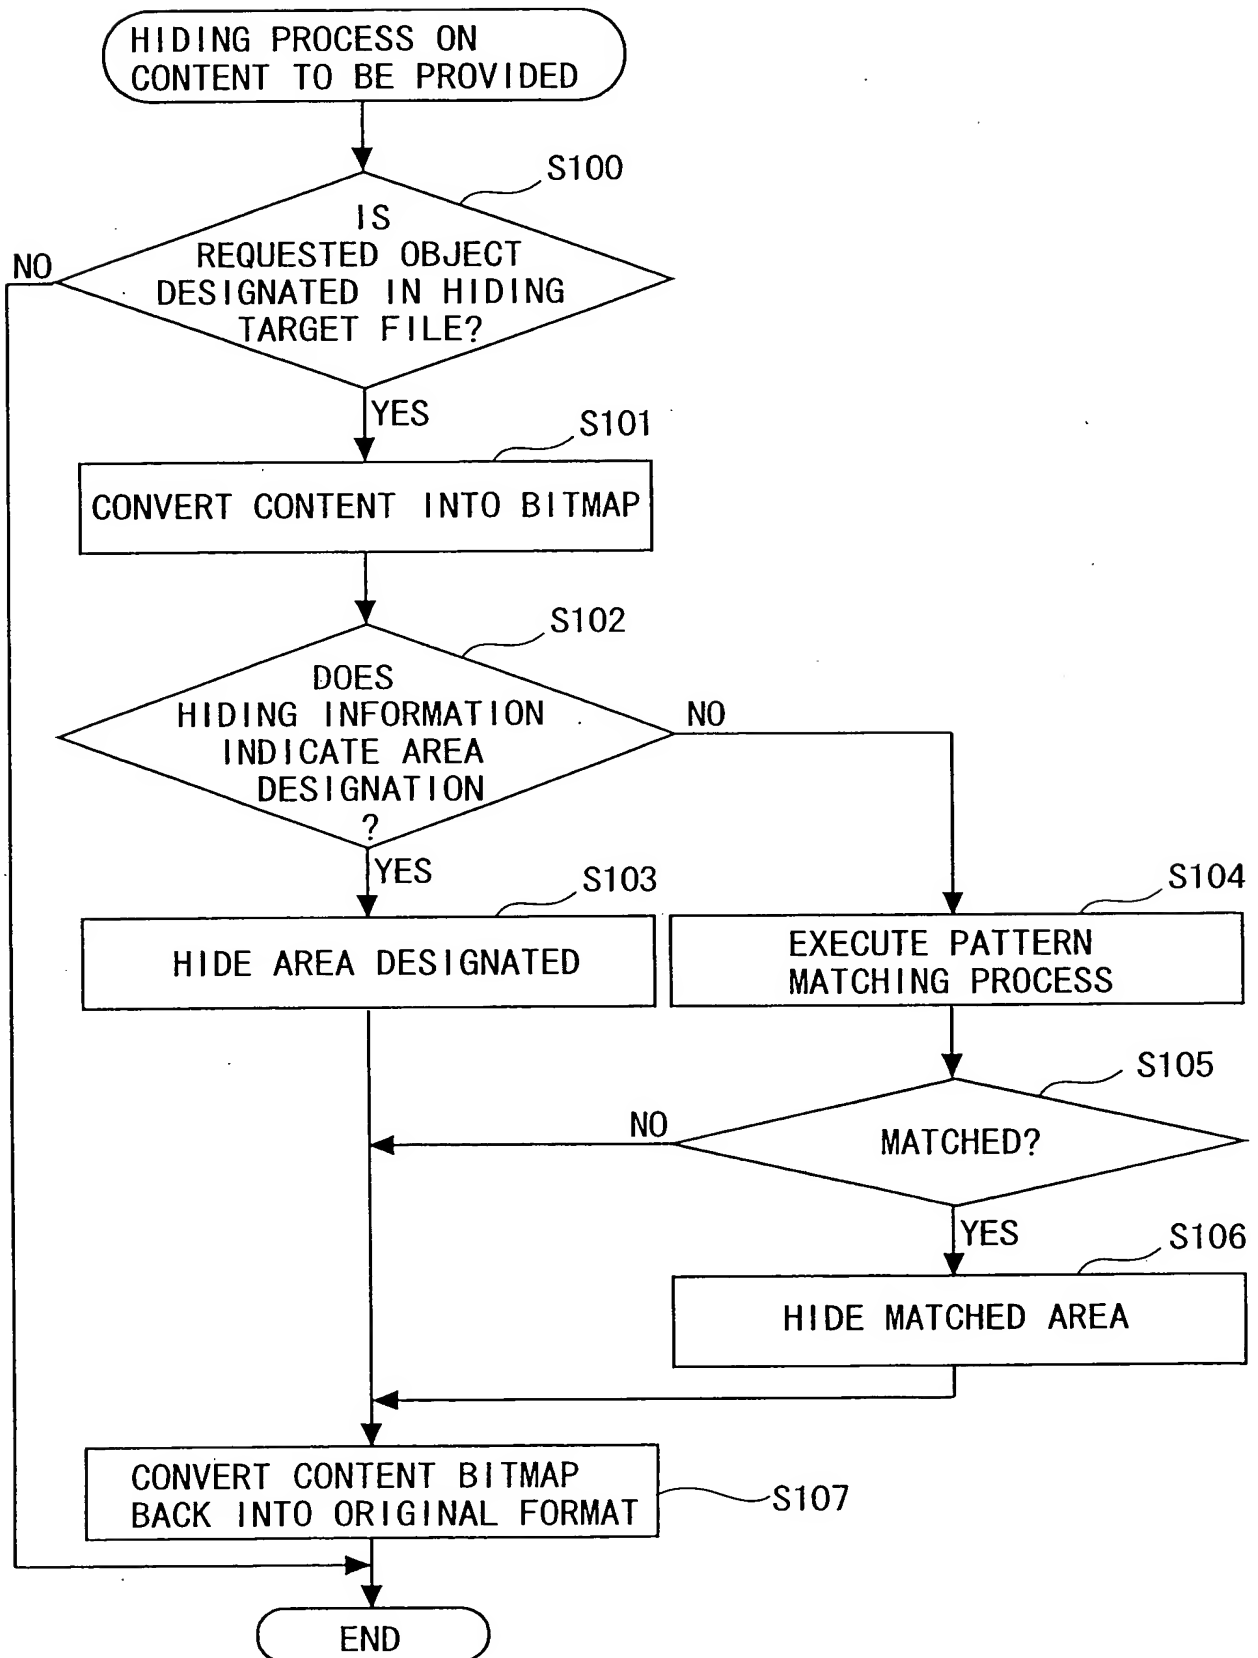 HIDING PROCESS ON
CONTENT TO BE PROVIDED
S100
IS
REQUESTED OBJECT
DESIGNATED IN HIDING
TARGET FILE?
NO
YES
S101
CONVERT CONTENT INTO BITMAP
S102
DOES
HIDING INFORMATION
INDICATE AREA
DESIGNATION
?
NO
YES
S103
HIDE AREA DESIGNATED
S104
EXECUTE PATTERN
MATCHING PROCESS
S105
MATCHED?
NO
YES
S106
HIDE MATCHED AREA
CONVERT CONTENT BITMAP
BACK INTO ORIGINAL FORMAT
S107
END